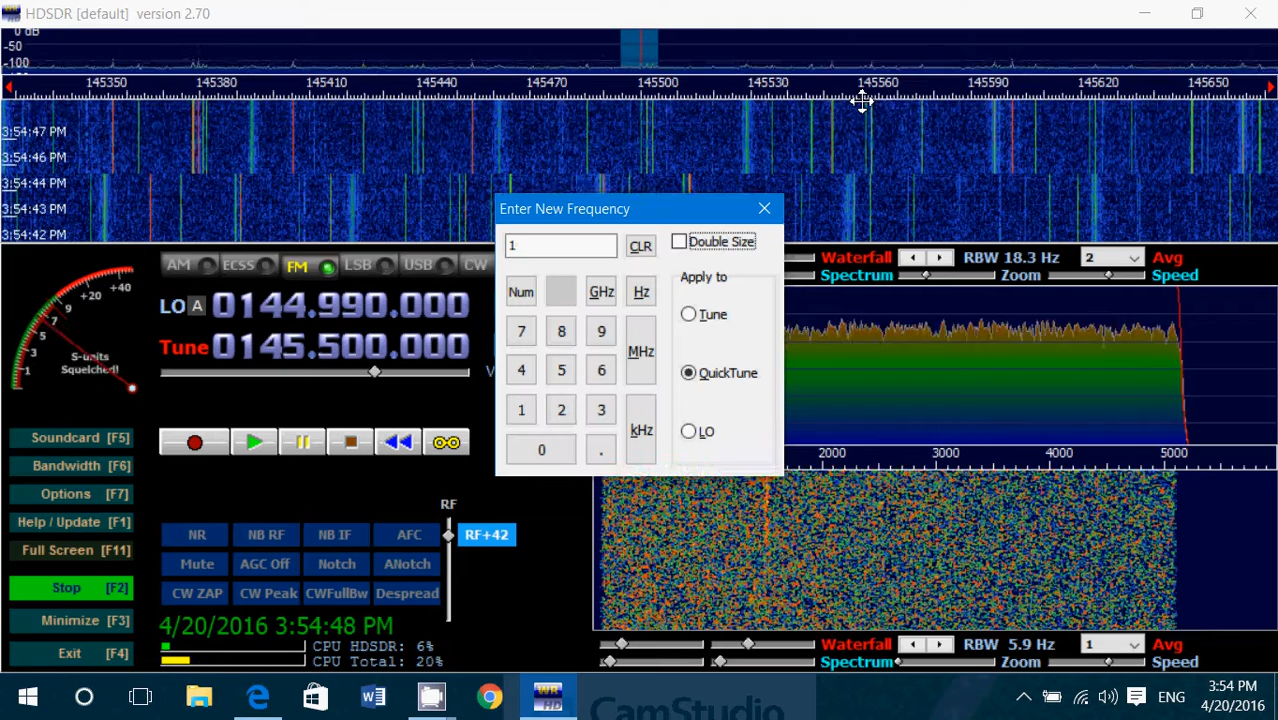 HDSDR [default] version 2.70
0 dB
-50
-100
145350 145380 145410 145440 145470 145500 145530 145560 145590 145620 145650
3:54:47 PM
3:54:46 PM
3:54:44 PM
3:54:43 PM
3:54:42 PM
Enter New Frequency
1 CLR Double Size
Apply to
Num GHz Hz
Tune
7 8 9 MHz
4 5 6
QuickTune
1 2 3 kHz
LO
0 .
AM ECSS FM LSB USB CW
LO A 0144.990.000
Tune 0145.500.000
1 3 5 7 9 +20 +40
S-units
Squelched!
Waterfall RBW 18.3 Hz 2 Avg
Spectrum Zoom Speed
2000 3000 4000 5000
Soundcard [F5]
Bandwidth [F6]
Options [F7]
Help / Update [F1]
Full Screen [F11]
Stop [F2]
Minimize [F3]
Exit [F4]
RF
RF+42
NR NB RF NB IF AFC
Mute AGC Off Notch ANotch
CW ZAP CW Peak CWFullBw Despread
4/20/2016 3:54:48 PM
CPU HDSDR: 6%
CPU Total: 20%
Waterfall RBW 5.9 Hz 1 Avg
Spectrum Zoom Speed
CamStudio
ENG
3:54 PM
4/20/2016